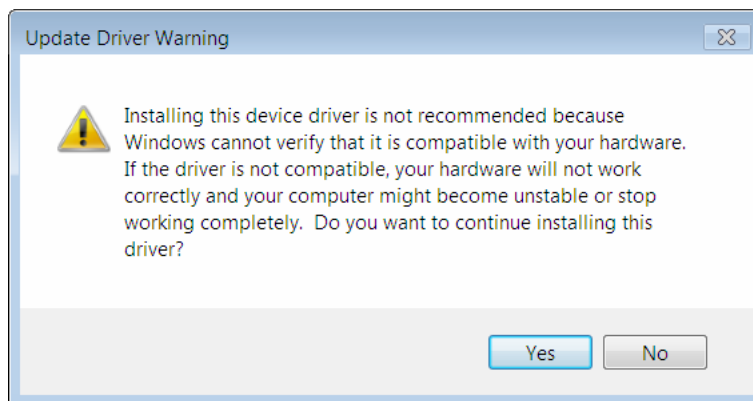 Update Driver Warning
Installing this device driver is not recommended because
Windows cannot verify that it is compatible with your hardware.
If the driver is not compatible, your hardware will not work
correctly and your computer might become unstable or stop
working completely.  Do you want to continue installing this
driver?
Yes
No